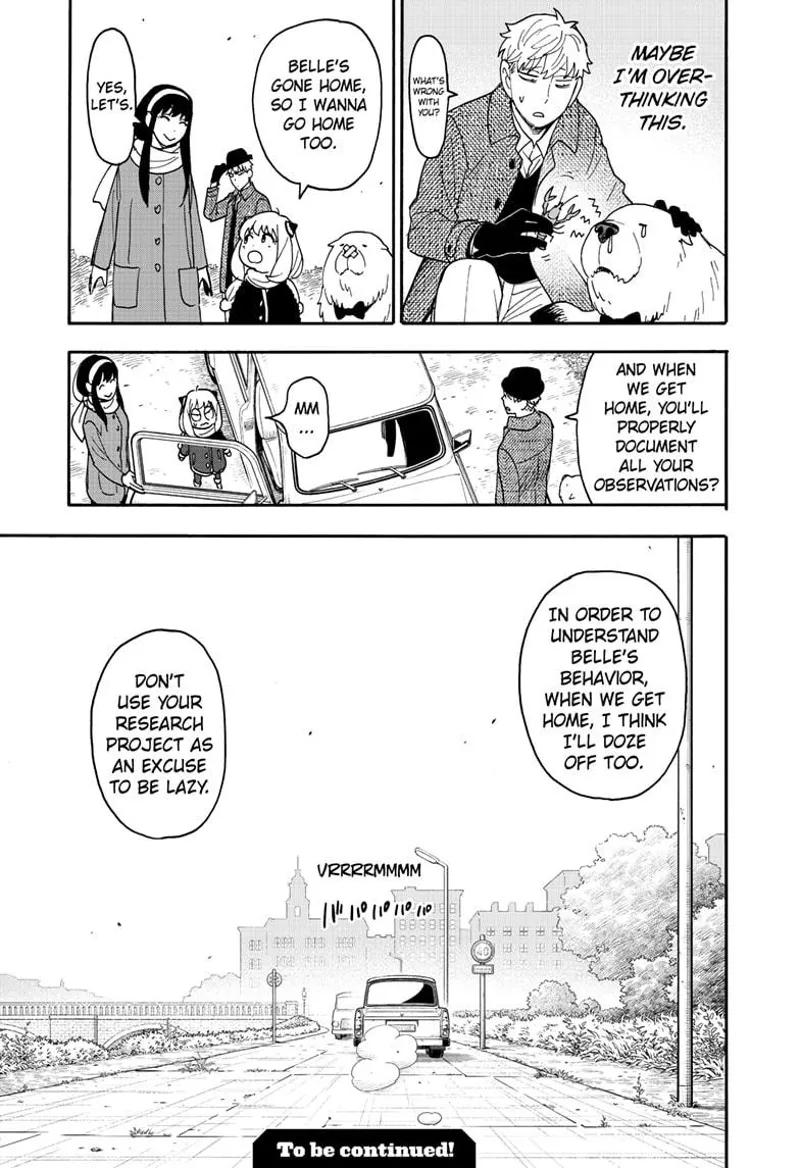 MAYBE
I'M OVER-
THINKING
THIS.
WHAT'S
WRONG
WITH
YOU?
BELLE'S
GONE HOME,
SO I WANNA
GO HOME
TOO.
YES,
LET'S.
AND WHEN
WE GET
HOME, YOU'LL
PROPERLY
DOCUMENT
ALL YOUR
OBSERVATIONS?
MM
...
IN ORDER TO
UNDERSTAND
BELLE'S
BEHAVIOR,
WHEN WE GET
HOME, I THINK
I'LL DOZE
OFF TOO.
DON'T
USE YOUR
RESEARCH
PROJECT AS
AN EXCUSE
TO BE LAZY.
VRRRRMMMM
40
To be continued!